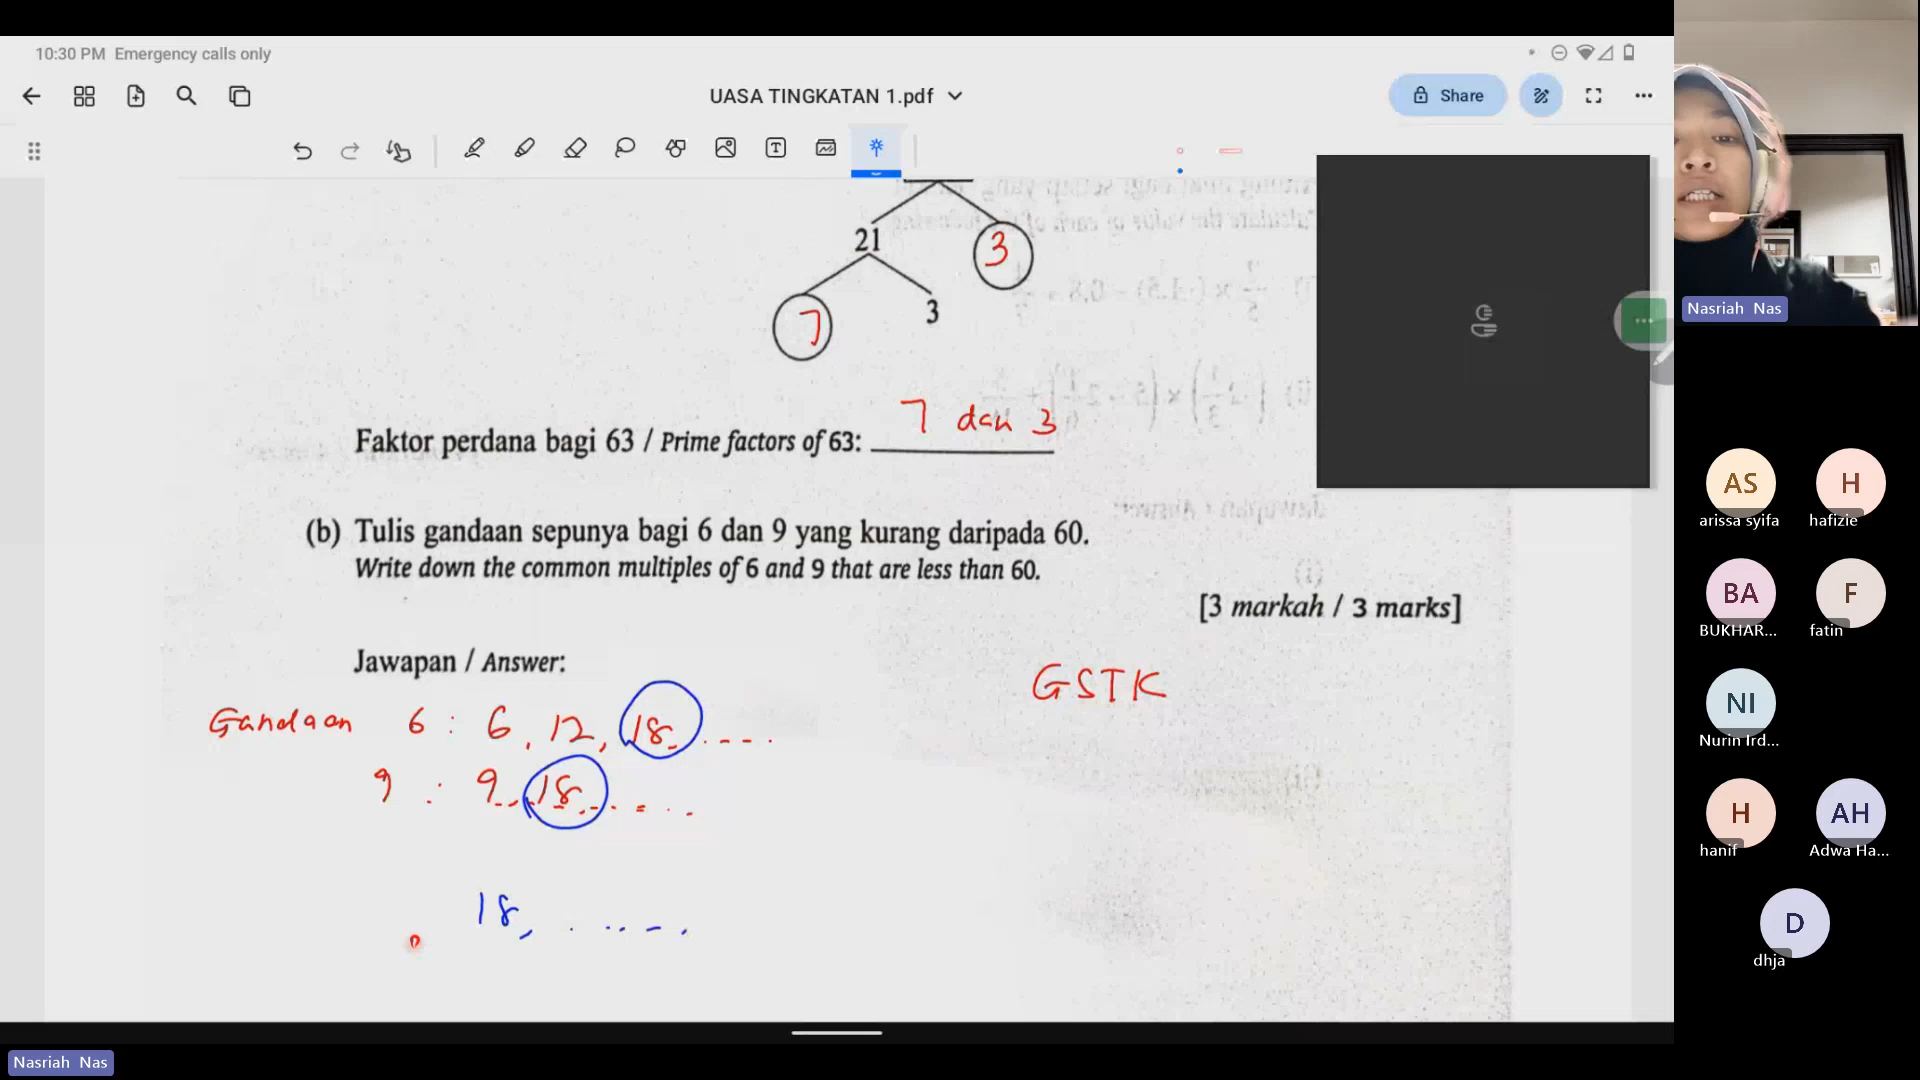 10:30 PM Emergency calls only
UASA TINGKATAN 1.pdf
Share
21
3
7
3
7 dan 3
Faktor perdana bagi 63 / Prime factors of 63:
(b) Tulis gandaan sepunya bagi 6 dan 9 yang kurang daripada 60.
Write down the common multiples of 6 and 9 that are less than 60.
[3 markah / 3 marks]
Jawapan / Answer:
GSTK
Gandaan 6 : 6, 12, 18, . - - - .
9 : 9, 18, . . . . .
18, . . . - .
Nasriah Nas
AS
arissa syifa
H
hafizie
BA
BUKHAR...
F
fatin
NI
Nurin Ird...
H
hanif
AH
Adwa Ha...
D
dhja
Nasriah Nas